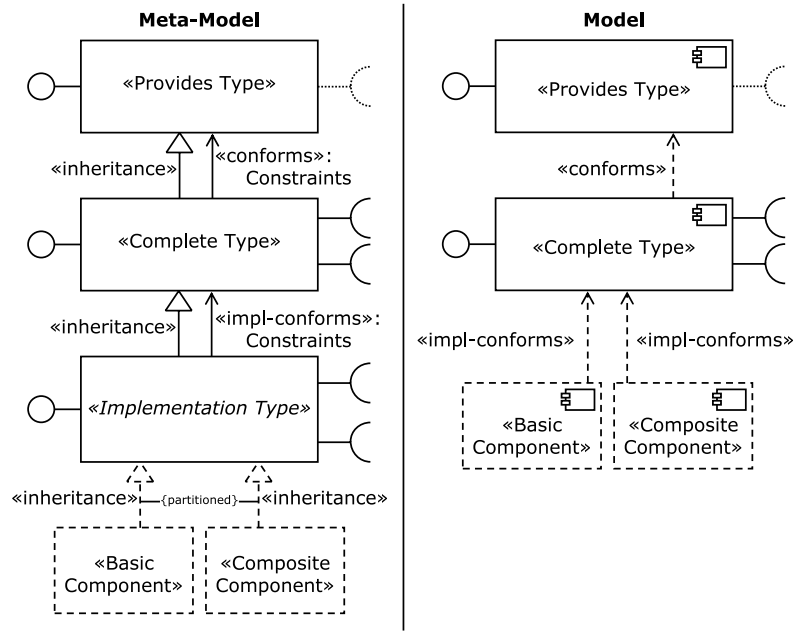 Meta-Model
«Provides Type»
«inheritance»
«conforms»:
Constraints
«Complete Type»
«inheritance»
«impl-conforms»:
Constraints
«Implementation Type»
«inheritance»
{partitioned}
«inheritance»
«Basic
Component»
«Composite
Component»
Model
«Provides Type»
«conforms»
«Complete Type»
«impl-conforms»
«impl-conforms»
«Basic
Component»
«Composite
Component»